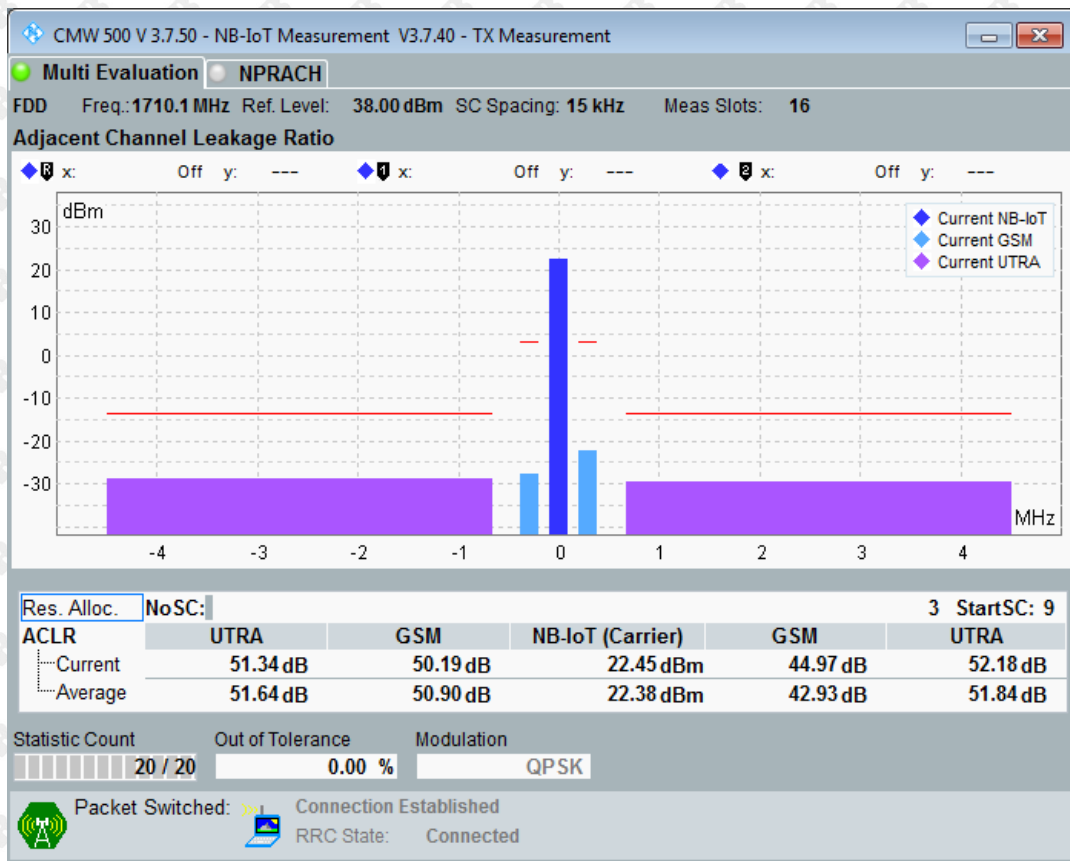 CMW 500 V 3.7.50 - NB-IoT Measurement V3.7.40 - TX Measurement
Multi Evaluation NPRACH
FDD Freq.: 1710.1 MHz Ref. Level: 38.00 dBm SC Spacing: 15 kHz Meas Slots: 16
Adjacent Channel Leakage Ratio
R x: Off y: --- 1 x: Off y: --- 2 x: Off y: ---
dBm
Current NB-IoT
Current GSM
Current UTRA
30
20
10
0
-10
-20
-30
MHz
-4 -3 -2 -1 0 1 2 3 4
Res. Alloc. NoSC: 3 StartSC: 9
ACLR UTRA GSM NB-IoT (Carrier) GSM UTRA
Current 51.34 dB 50.19 dB 22.45 dBm 44.97 dB 52.18 dB
Average 51.64 dB 50.90 dB 22.38 dBm 42.93 dB 51.84 dB
Statistic Count Out of Tolerance Modulation
20 / 20 0.00 % QPSK
Packet Switched: Connection Established
RRC State: Connected